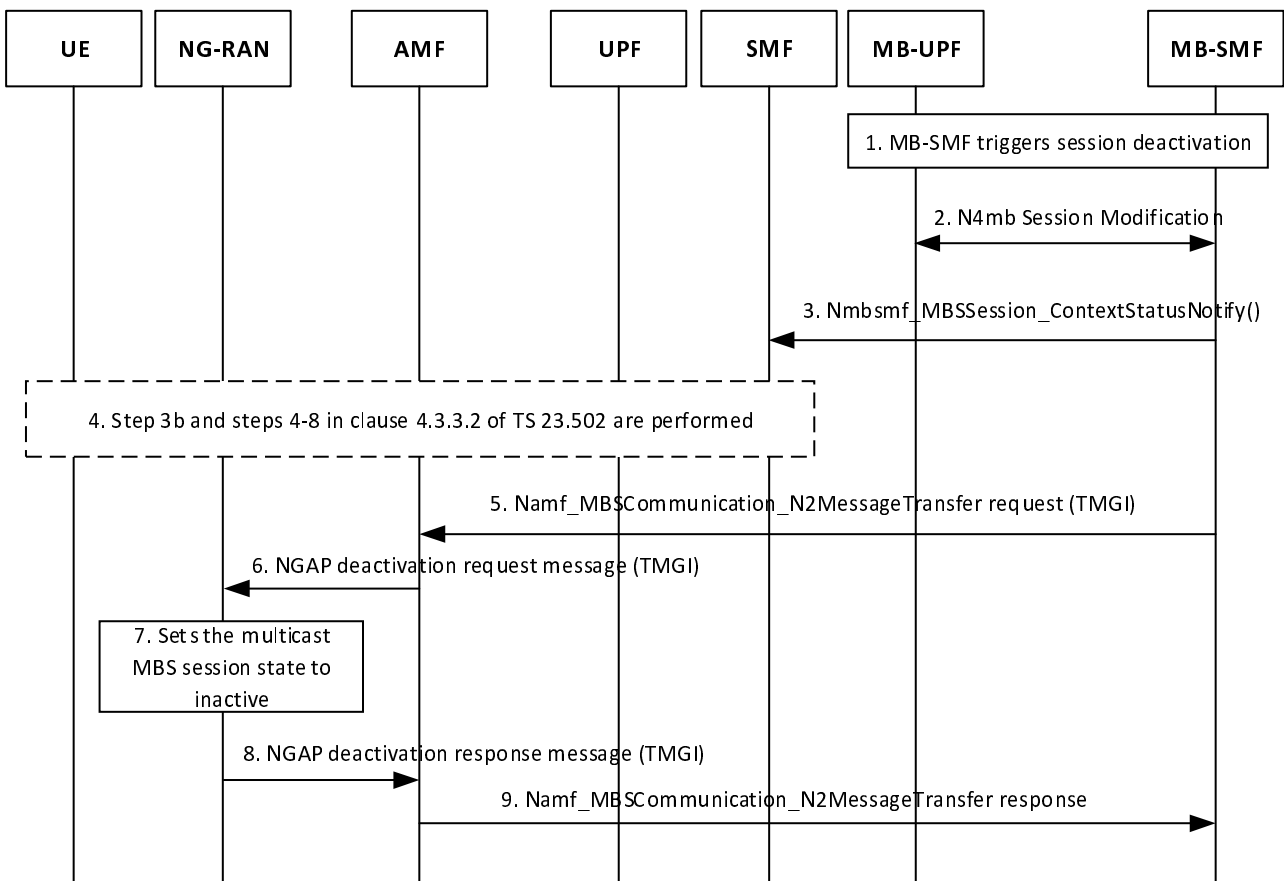 UE
NG-RAN
AMF
UPF
SMF
MB-UPF
MB-SMF
1. MB-SMF triggers session deactivation
2. N4mb Session Modification
3. Nmbsmf_MBSSession_ContextStatusNotify()
4. Step 3b and steps 4-8 in clause 4.3.3.2 of TS 23.502 are performed
5. Namf_MBSCommunication_N2MessageTransfer request (TMGI)
6. NGAP deactivation request message (TMGI)
7. Sets the multicast
MBS session state to
inactive
8. NGAP deactivation response message (TMGI)
9. Namf_MBSCommunication_N2MessageTransfer response